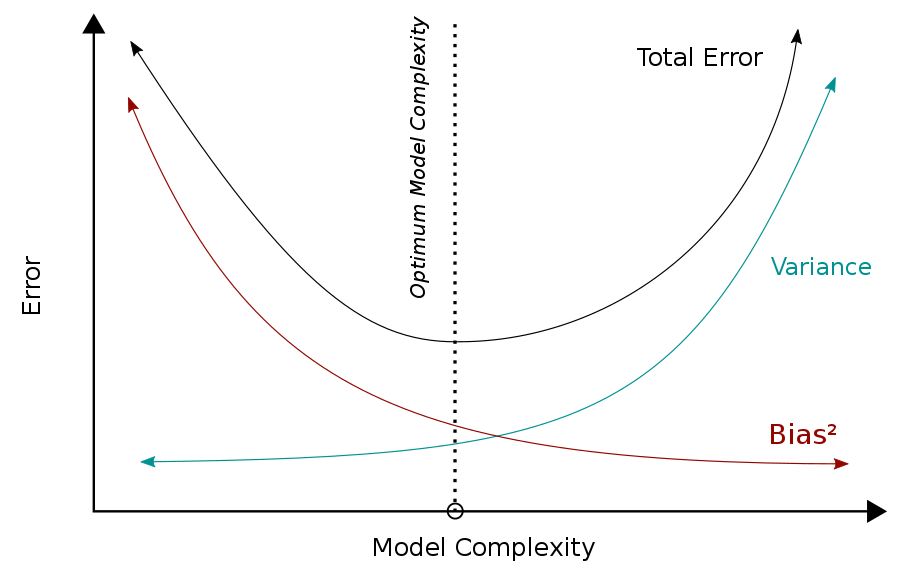 Optimum Model Complexity
Total Error
Variance
Error
Bias²
Model Complexity